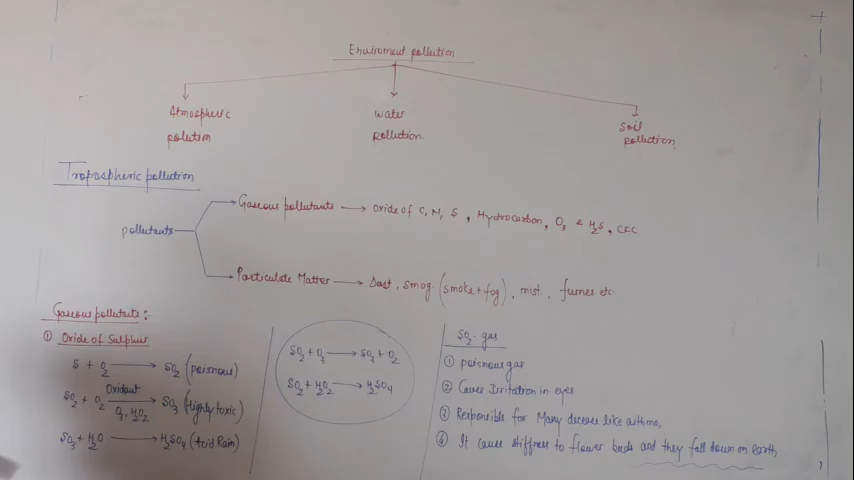 Enviroment pollution
Atmospheric
pollution
water
pollution
Soil
pollution
Tropospheric pollution
pollutants
Gaseous pollutants → oxide of C, N, S, Hydrocarbon, O₃ & H₂S, CFC
Particulate Matter → Dust, smog (smoke + fog), mist, fumes etc.
Gaseous pollutants :-
① Oxide of Sulphur
S + O₂ → SO₂ (poisnous)
SO₂ + O₂ Oxidant → O₃, H₂O₂ SO₃ (Highly toxic)
SO₃ + H₂O → H₂SO₄ (Acid Rain)
SO₂ + O₃ → SO₃ + O₂
SO₂ + H₂O₂ → H₂SO₄
SO₂ - gas
① poisnous gas
② Causes Irritation in eyes
③ Responsible for Many decease like asthma,
④ It cause stiffness to flower buds and they fall down on Earth